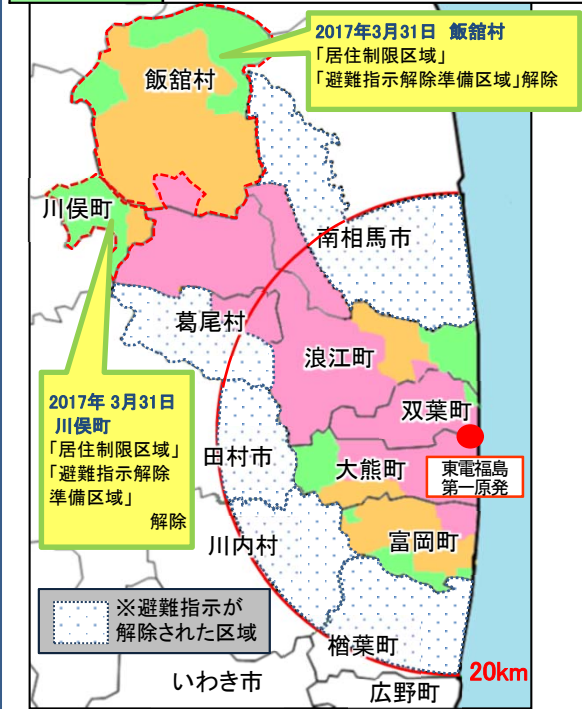 2017年3月31日 飯舘村
「居住制限区域」
「避難指示解除準備区域」解除
飯舘村
川俣町
南相馬市
葛尾村
浪江町
2017年 3月31日
川俣町
「居住制限区域」
「避難指示解除
準備区域」
解除
双葉町
田村市
大熊町
東電福島
第一原発
川内村
富岡町
※避難指示が
解除された区域
楢葉町
20km
いわき市
広野町